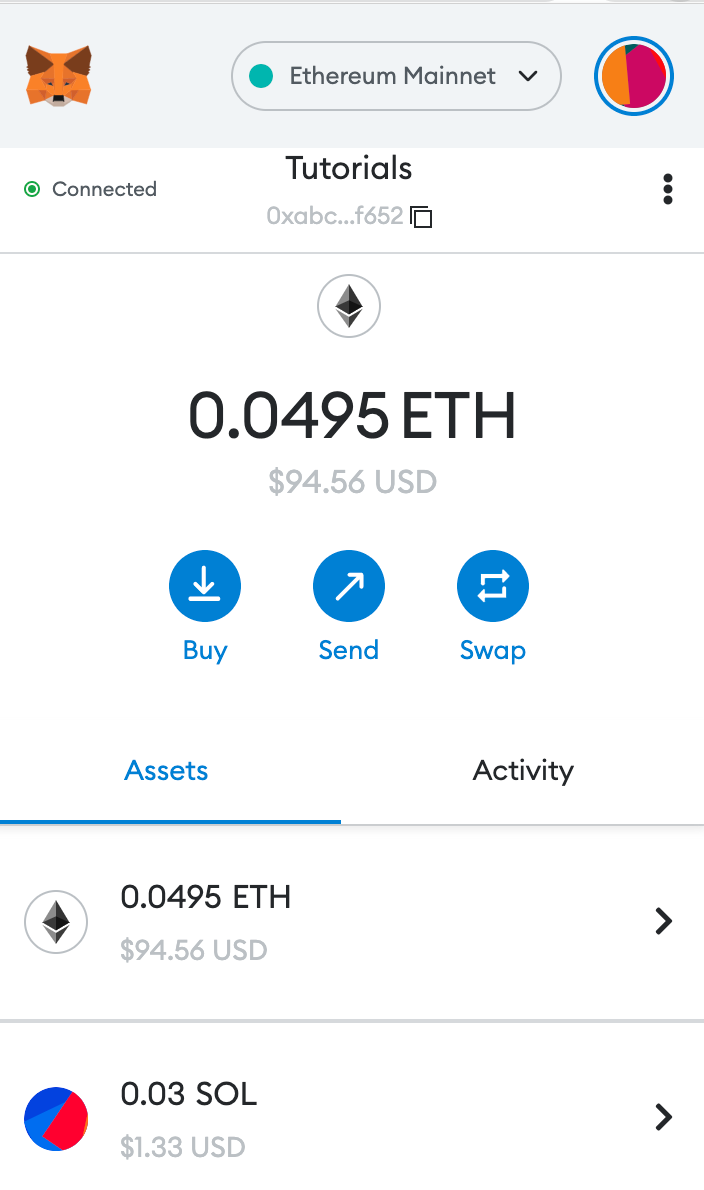 Ethereum Mainnet
Connected
Tutorials
0xabc...f652
0.0495 ETH
$94.56 USD
Buy
Send
Swap
Assets
Activity
0.0495 ETH
$94.56 USD
0.03 SOL
$1.33 USD